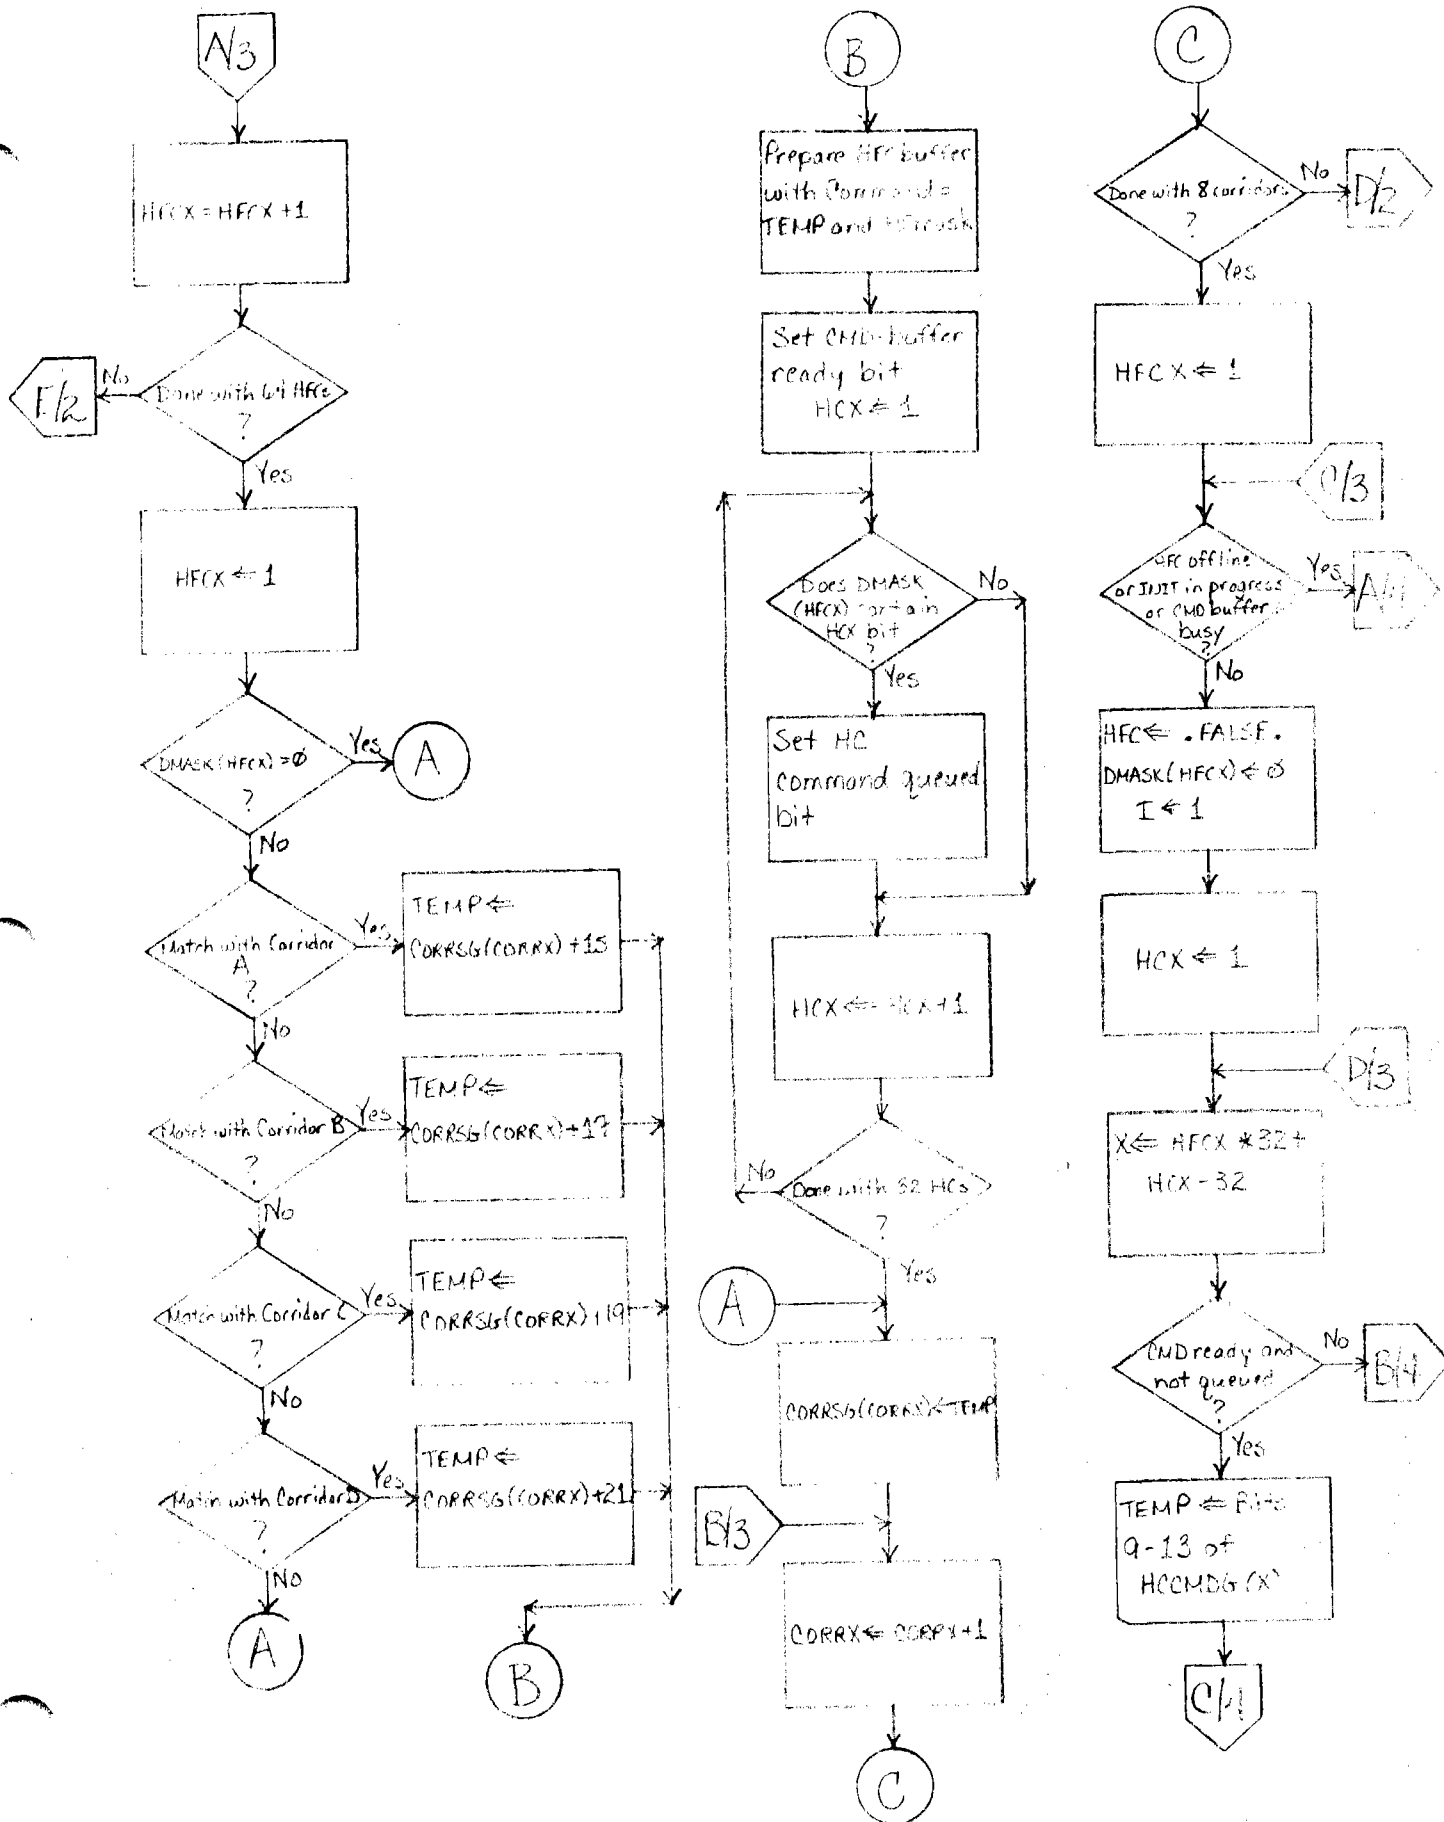 A/3
HFCX = HFCX +1
Done with 64 HFCs
?
No
F/2
Yes
HFCX ⇐ 1
DMASK(HFCX) = Ø
?
Yes
A
No
Match with Corridor
A
?
Yes
TEMP ⇐
CORRSG(CORRX) +15
No
Match with Corridor B
?
Yes
TEMP ⇐
CORRSG(CORRX)+17
No
Match with Corridor C
?
Yes
TEMP ⇐
CORRSG(CORRX)+19
No
Match with Corridor D
?
Yes
TEMP ⇐
CORRSG(CORRX)+21
No
A
B
B
Prepare HFC buffer
with Command =
TEMP and HFCmask
Set CMD-buffer
ready bit
HCX ⇐ 1
Does DMASK
(HFCX) contain
HCX bit
?
No
Yes
Set HC
command queued
bit
HCX ⇐ HCX+1
Done with 32 HCs
?
No
Yes
A
CORRSG(CORRX)⇐TEMP
B/3
CORRX ⇐ CORRX+1
C
C
Done with 8 corridors
?
No
D/2
Yes
HFCX ⇐ 1
C/3
HFC offline
or INIT in progress
or CMD buffer
busy
?
Yes
A/4
No
HFC ⇐ .FALSE.
DMASK(HFCX) ⇐ Ø
I ⇐ 1
HCX ⇐ 1
D/3
X ⇐ HFCX *32+
HCX - 32
CMD ready and
not queued
?
No
B/4
Yes
TEMP ⇐ Bits
9-13 of
HCCMDG(X)
C/4